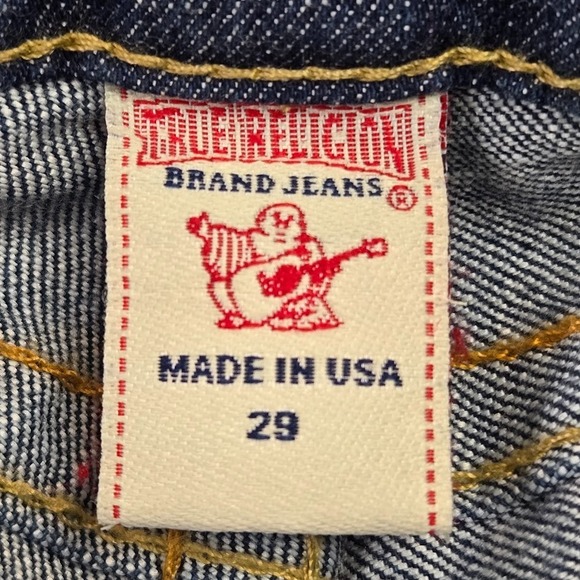 TRUE RELIGION
BRAND JEANS ®
MADE IN USA
29